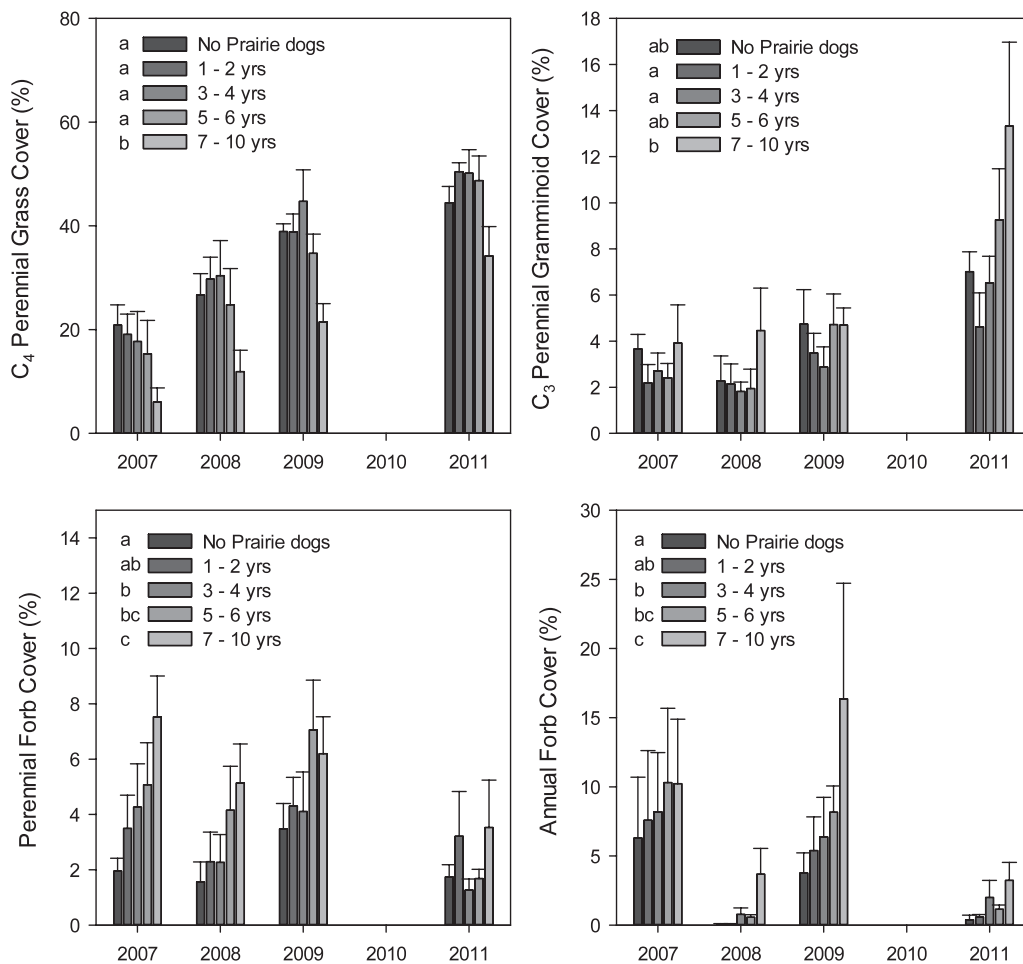 C4 Perennial Grass Cover (%)
80
60
40
20
0
a No Prairie dogs
a 1 - 2 yrs
a 3 - 4 yrs
a 5 - 6 yrs
b 7 - 10 yrs
2007 2008 2009 2010 2011
C3 Perennial Gramminoid Cover (%)
18
16
14
12
10
8
6
4
2
0
ab No Prairie dogs
a 1 - 2 yrs
a 3 - 4 yrs
ab 5 - 6 yrs
b 7 - 10 yrs
2007 2008 2009 2010 2011
Perennial Forb Cover (%)
14
12
10
8
6
4
2
0
a No Prairie dogs
ab 1 - 2 yrs
b 3 - 4 yrs
bc 5 - 6 yrs
c 7 - 10 yrs
2007 2008 2009 2010 2011
Annual Forb Cover (%)
30
25
20
15
10
5
0
a No Prairie dogs
ab 1 - 2 yrs
b 3 - 4 yrs
bc 5 - 6 yrs
c 7 - 10 yrs
2007 2008 2009 2010 2011